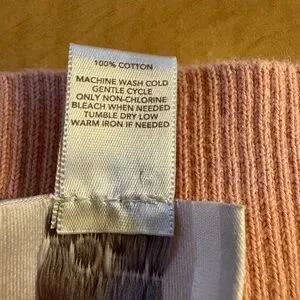 100% COTTON
MACHINE WASH COLD
GENTLE CYCLE
ONLY NON-CHLORINE
BLEACH WHEN NEEDED
TUMBLE DRY LOW
WARM IRON IF NEEDED